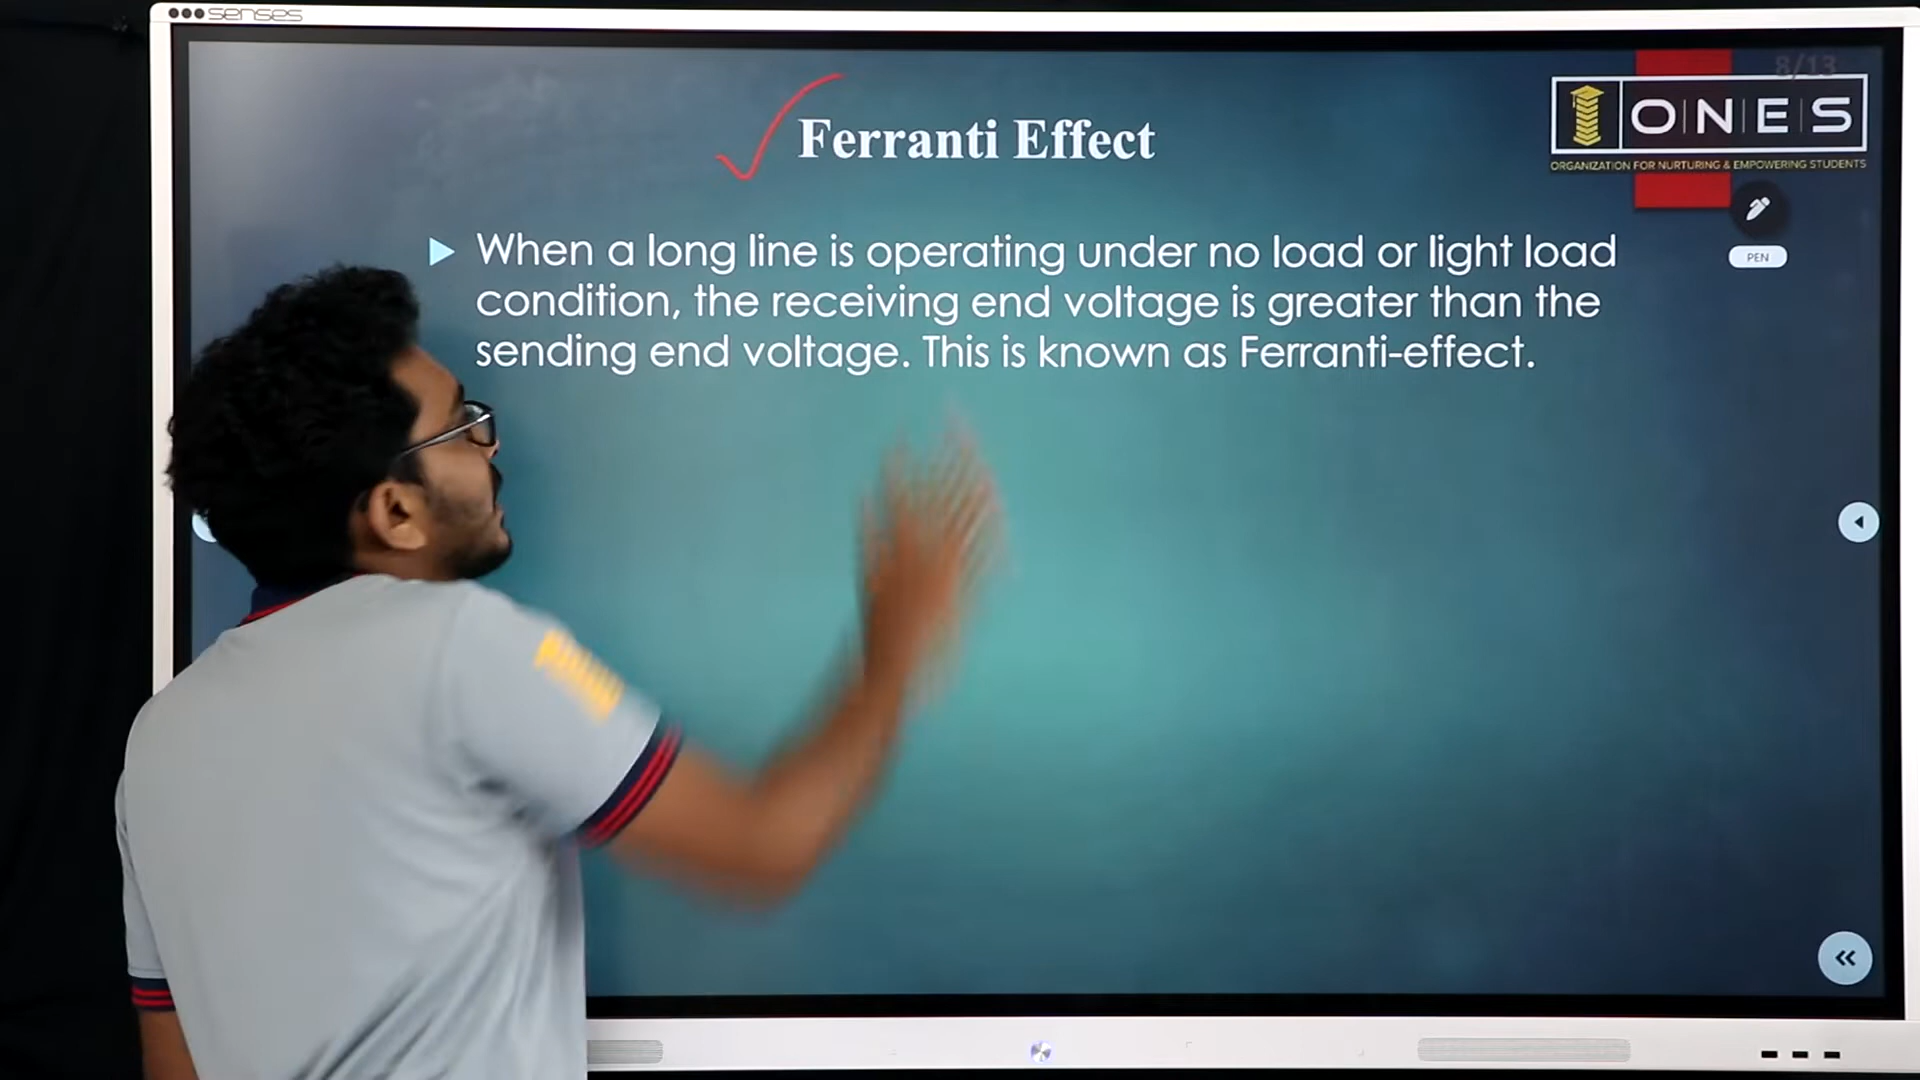 senses
8/13
O|N|E|S
ORGANIZATION FOR NURTURING & EMPOWERING STUDENTS
Ferranti Effect
PEN
When a long line is operating under no load or light load
condition, the receiving end voltage is greater than the
sending end voltage. This is known as Ferranti-effect.